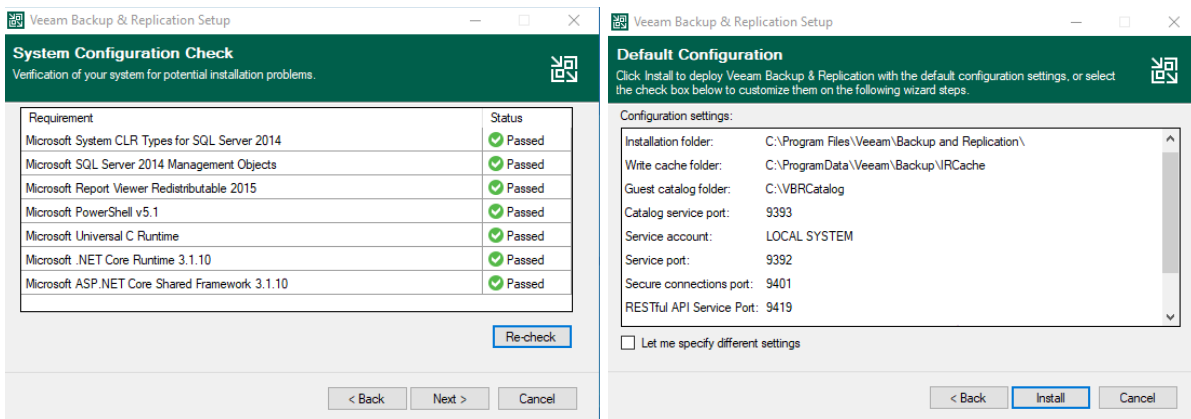 Veeam Backup & Replication Setup
System Configuration Check
Verification of your system for potential installation problems.
Requirement Status
Microsoft System CLR Types for SQL Server 2014 Passed
Microsoft SQL Server 2014 Management Objects Passed
Microsoft Report Viewer Redistributable 2015 Passed
Microsoft PowerShell v5.1 Passed
Microsoft Universal C Runtime Passed
Microsoft .NET Core Runtime 3.1.10 Passed
Microsoft ASP.NET Core Shared Framework 3.1.10 Passed
Re-check
< Back Next > Cancel
Veeam Backup & Replication Setup
Default Configuration
Click Install to deploy Veeam Backup & Replication with the default configuration settings, or select
the check box below to customize them on the following wizard steps.
Configuration settings:
Installation folder: C:\Program Files\Veeam\Backup and Replication\
Write cache folder: C:\ProgramData\Veeam\Backup\IRCache
Guest catalog folder: C:\VBRCatalog
Catalog service port: 9393
Service account: LOCAL SYSTEM
Service port: 9392
Secure connections port: 9401
RESTful API Service Port: 9419
Let me specify different settings
< Back Install Cancel